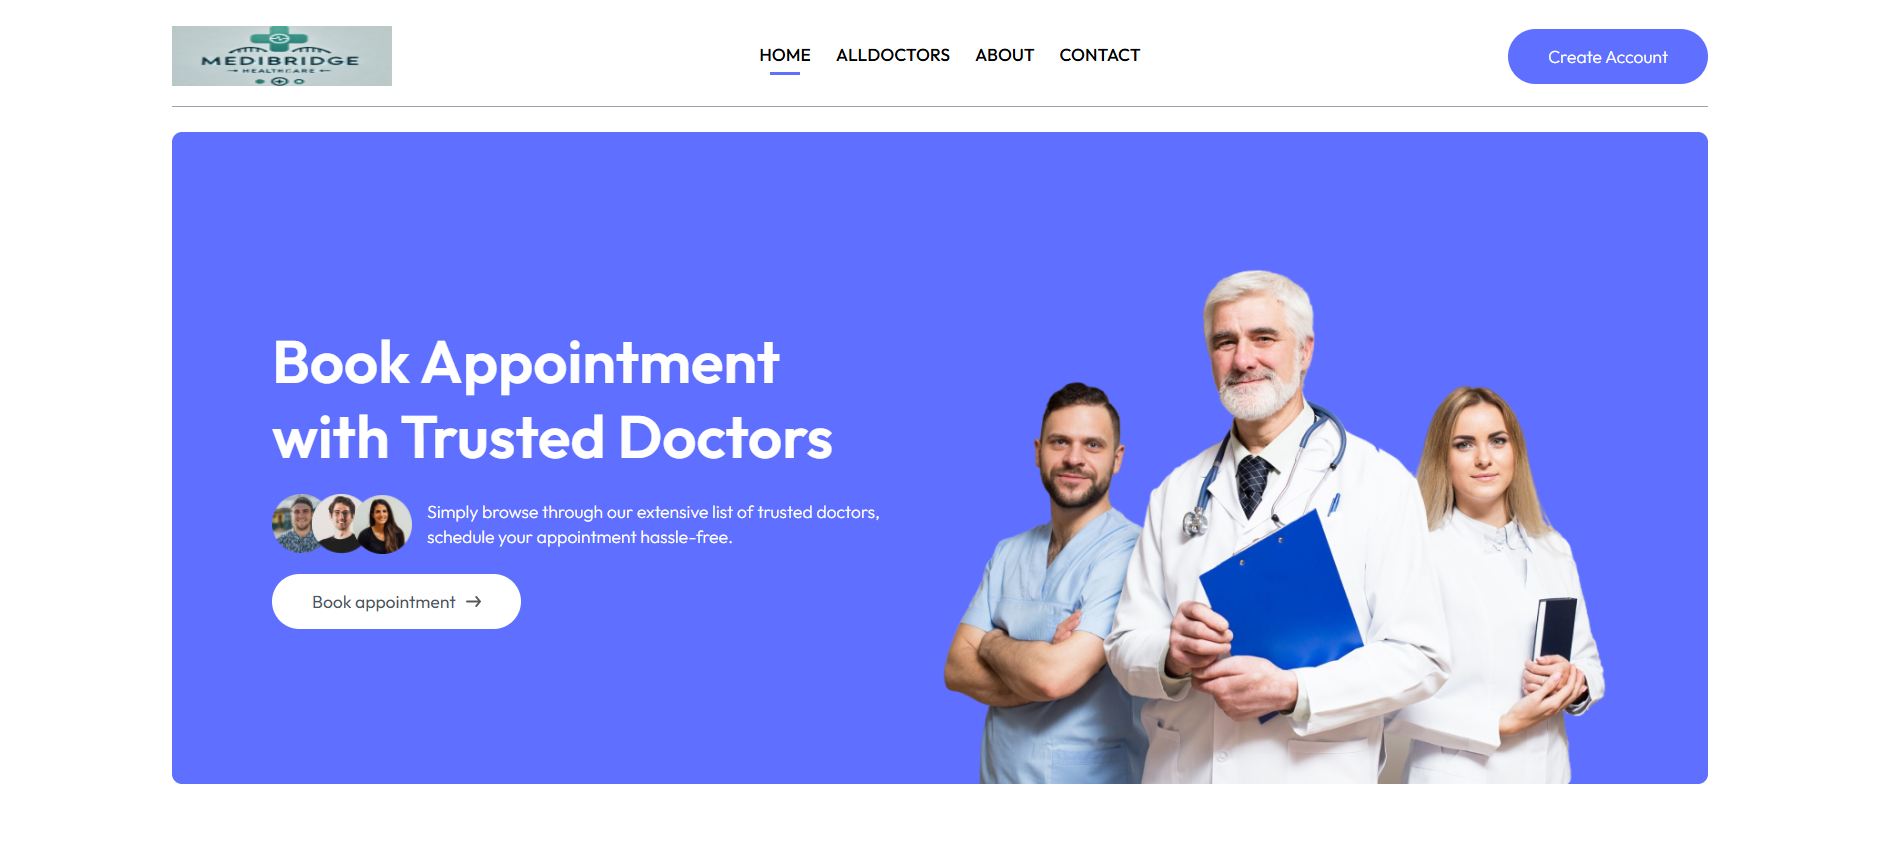 MEDIBRIDGE
HEALTHCARE
HOME
ALLDOCTORS
ABOUT
CONTACT
Create Account
Book Appointment
with Trusted Doctors
Simply browse through our extensive list of trusted doctors,
schedule your appointment hassle-free.
Book appointment →